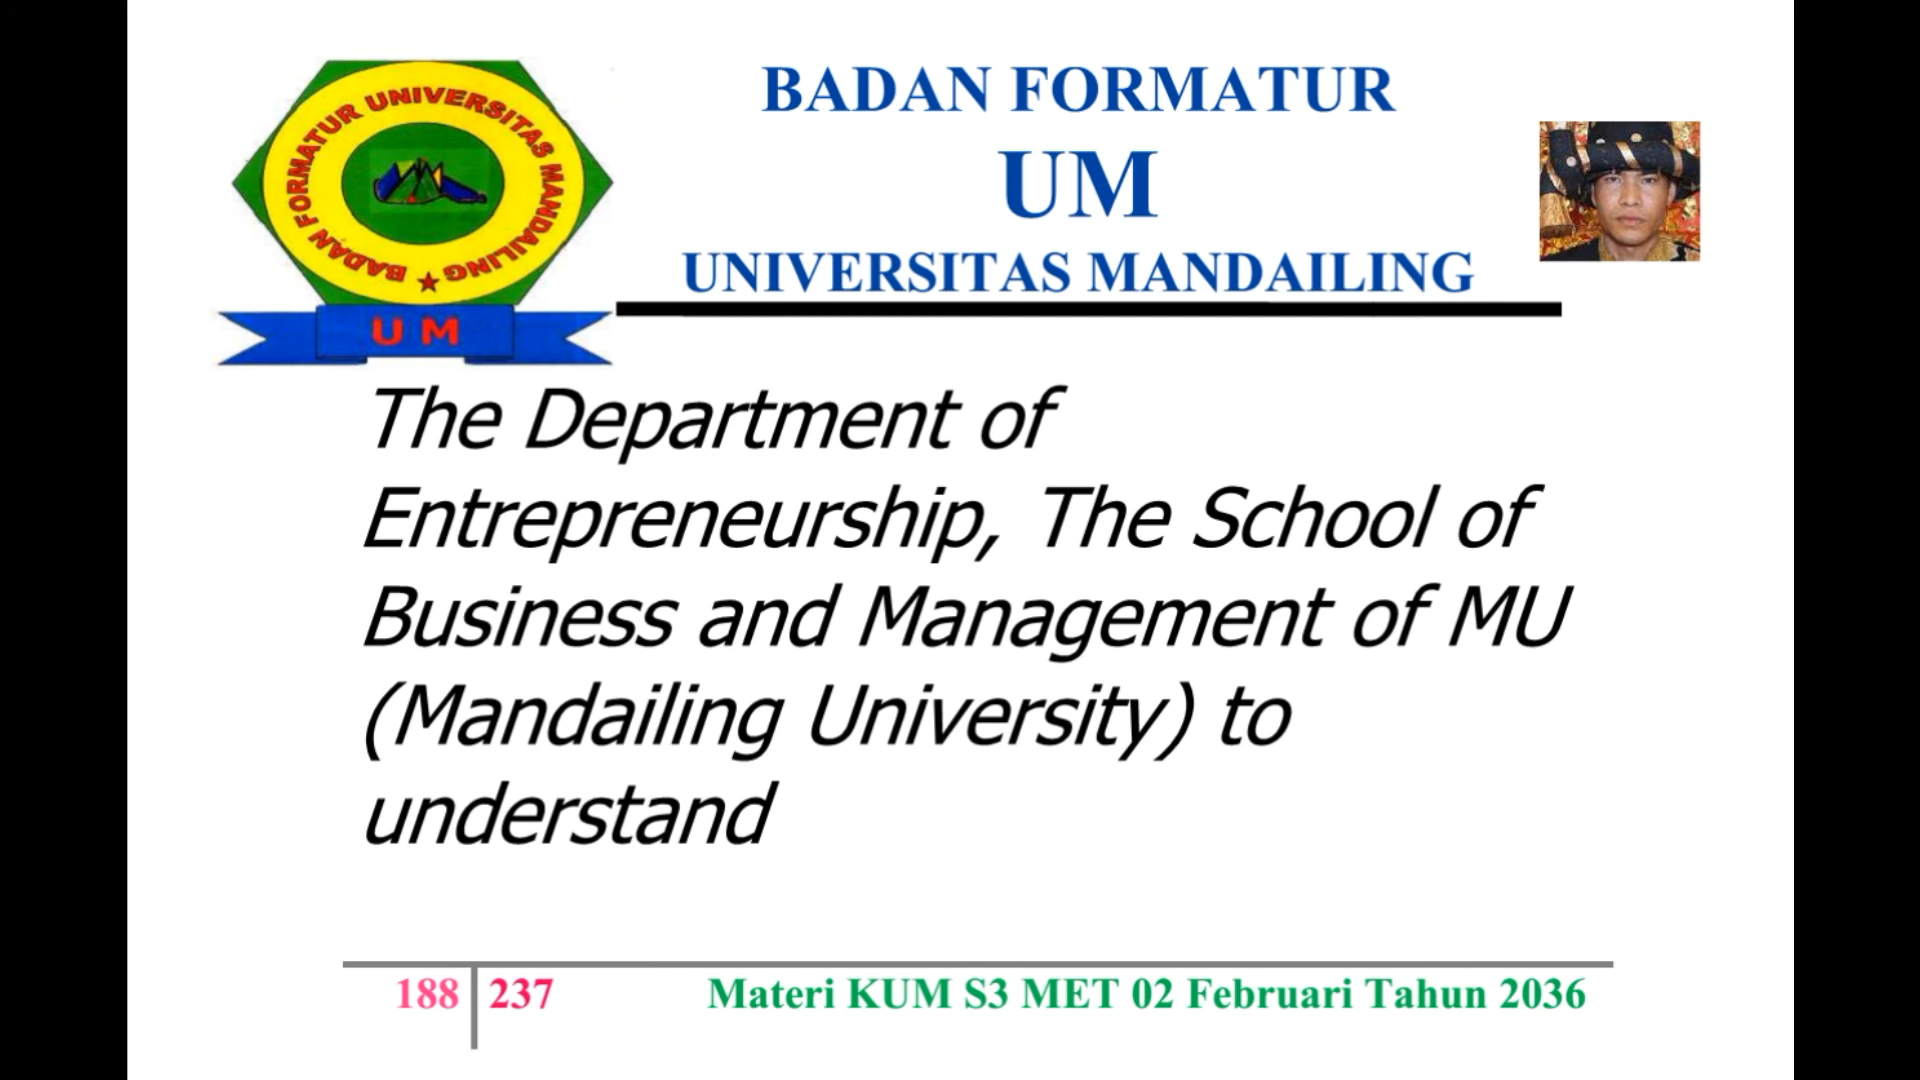 BADAN FORMATUR UNIVERSITAS MANDAILING
UM
BADAN FORMATUR
UM
UNIVERSITAS MANDAILING
The Department of
Entrepreneurship, The School of
Business and Management of MU
(Mandailing University) to
understand
188 237 Materi KUM S3 MET 02 Februari Tahun 2036